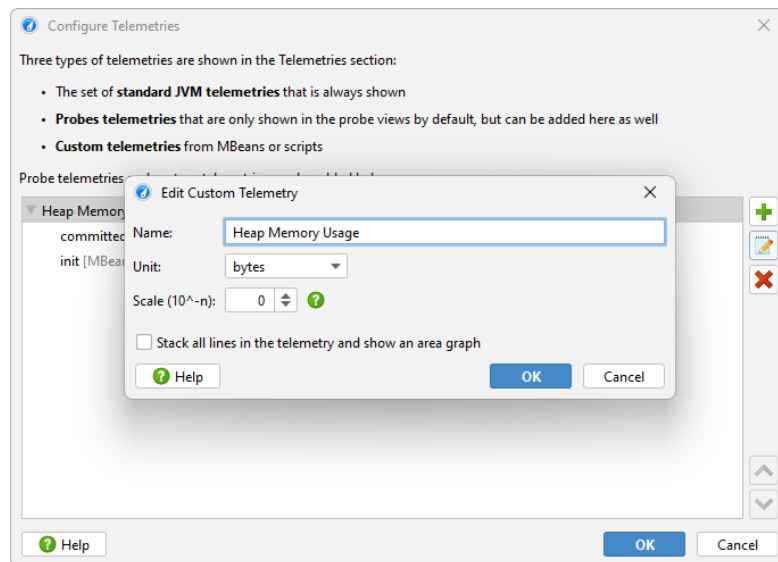 Configure Telemetries
Three types of telemetries are shown in the Telemetries section:
• The set of standard JVM telemetries that is always shown
• Probes telemetries that are only shown in the probe views by default, but can be added here as well
• Custom telemetries from MBeans or scripts
Probe telemetries
Edit Custom Telemetry
Heap Memory
Name: Heap Memory Usage
committed
Unit: bytes
init [MBean
Scale (10^-n): 0
Stack all lines in the telemetry and show an area graph
Help OK Cancel
Help OK Cancel